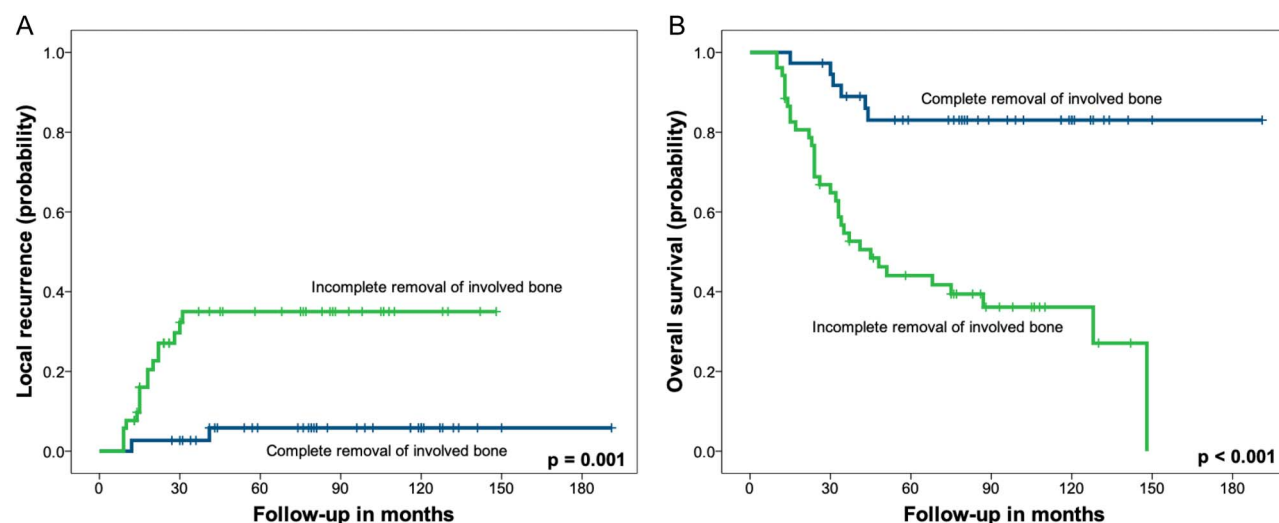 A
Local recurrence (probability)
1.0
0.8
0.6
0.4
0.2
0.0
Incomplete removal of involved bone
Complete removal of involved bone
p = 0.001
0 30 60 90 120 150 180
Follow-up in months
B
Overall survival (probability)
1.0
0.8
0.6
0.4
0.2
0.0
Complete removal of involved bone
Incomplete removal of involved bone
p < 0.001
0 30 60 90 120 150 180
Follow-up in months